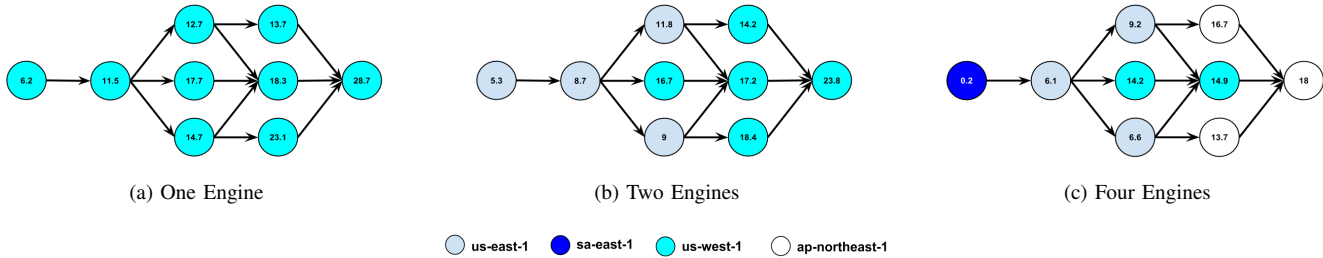 12.7 13.7
6.2 11.5 17.7 18.3 28.7
14.7 23.1
(a) One Engine
11.8 14.2
5.3 8.7 16.7 17.2 23.8
9 18.4
(b) Two Engines
9.2 16.7
0.2 6.1 14.2 14.9 18
6.6 13.7
(c) Four Engines
us-east-1 sa-east-1 us-west-1 ap-northeast-1